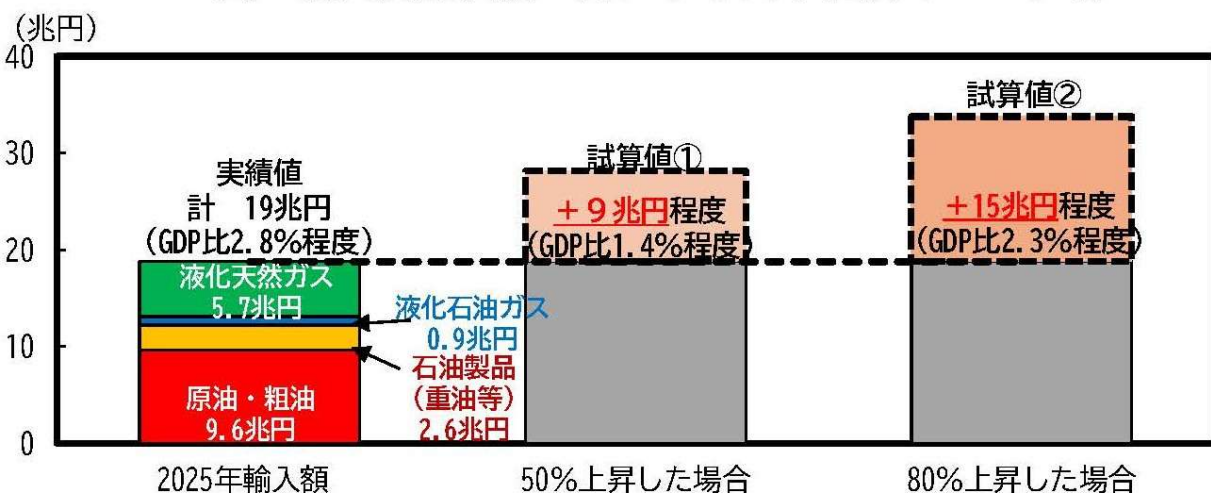 （兆円）
40
30
20
10
0
実績値
計　19兆円
（GDP比2.8％程度）
液化天然ガス
5.7兆円
液化石油ガス
0.9兆円
石油製品
（重油等）
2.6兆円
原油・粗油
9.6兆円
試算値①
＋９兆円程度
（GDP比1.4％程度）
試算値②
＋15兆円程度
（GDP比2.3％程度）
2025年輸入額
50％上昇した場合
80％上昇した場合